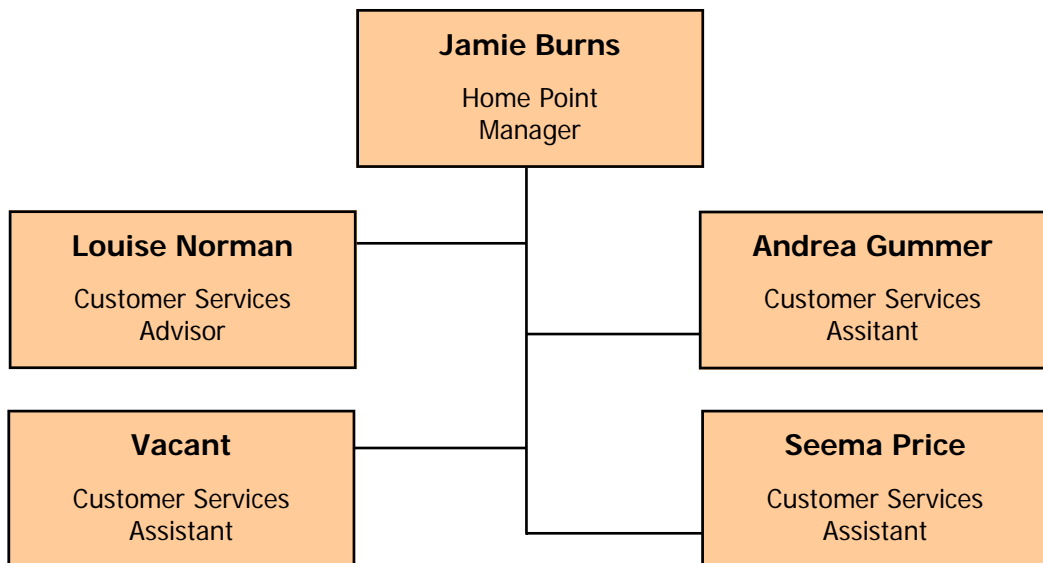 Jamie Burns
Home Point
Manager
Louise Norman
Customer Services
Advisor
Andrea Gummer
Customer Services
Assitant
Vacant
Customer Services
Assistant
Seema Price
Customer Services
Assistant